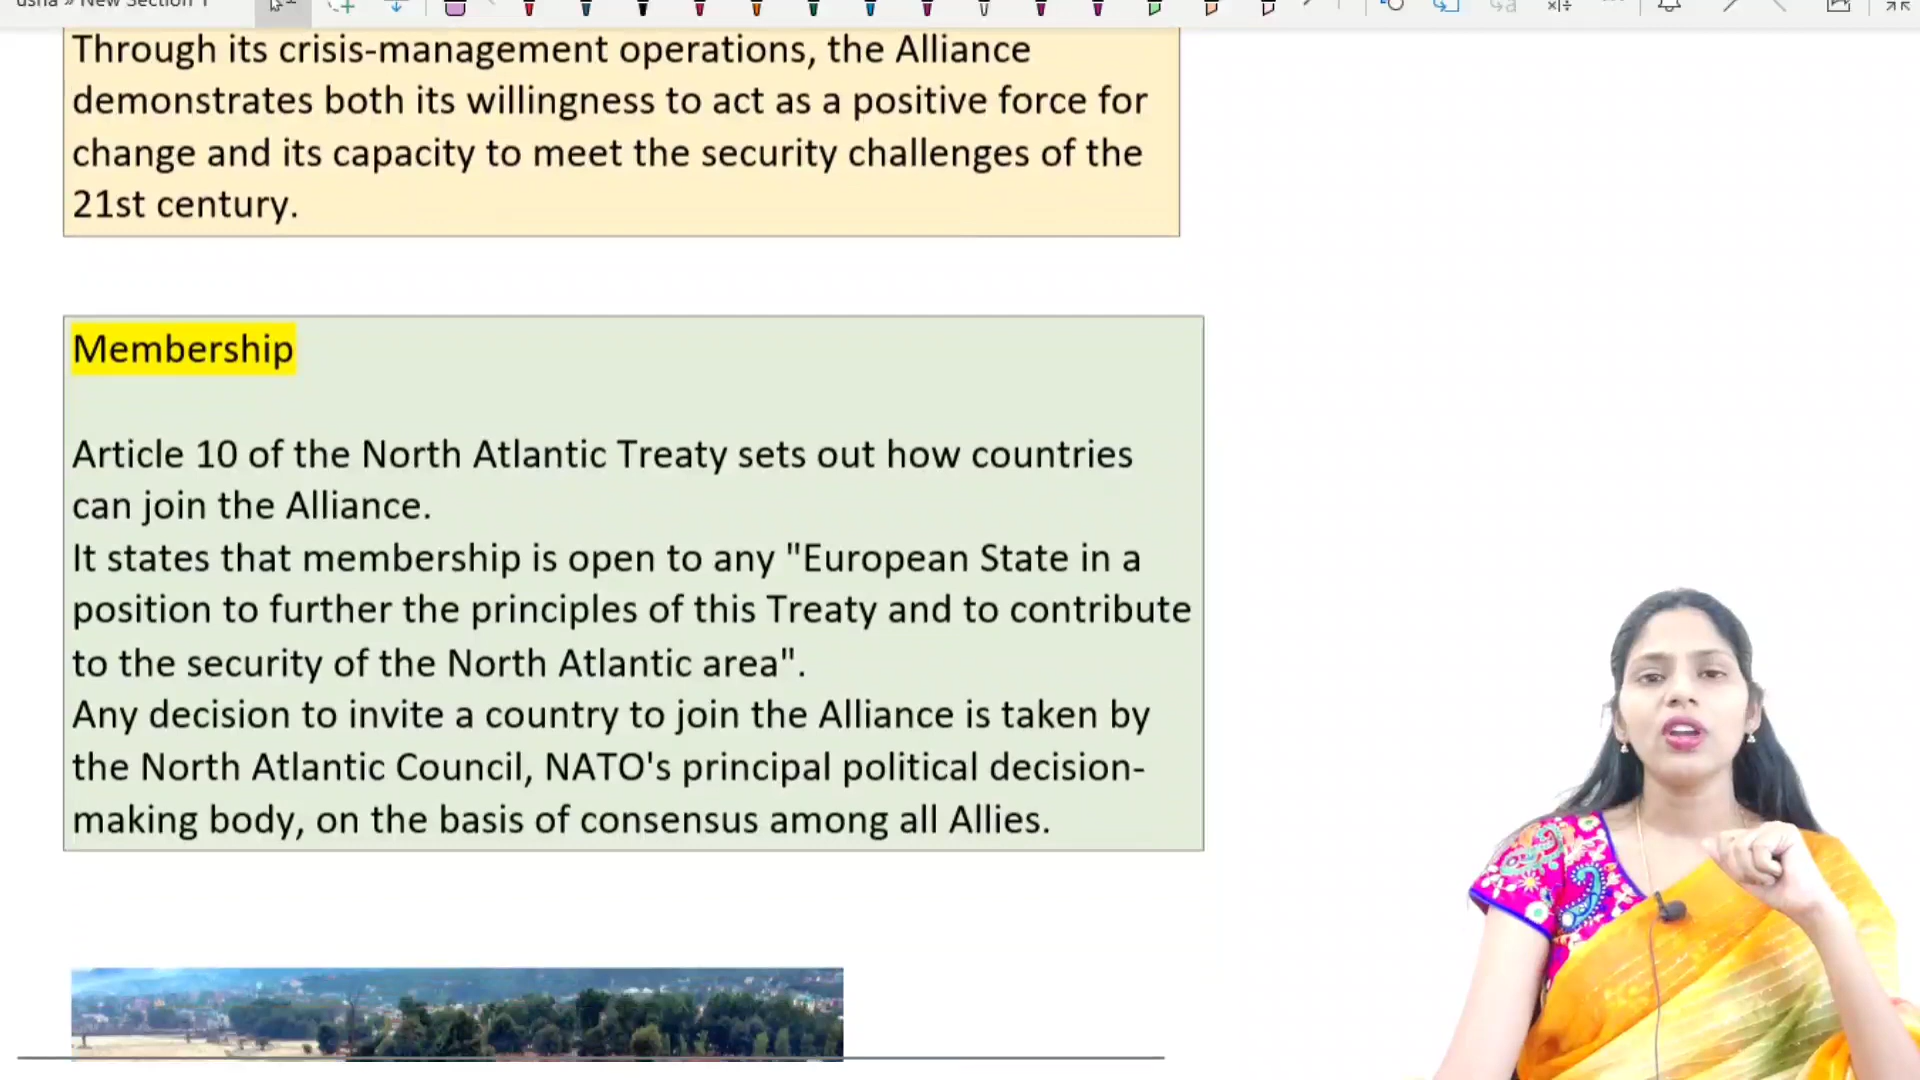 usha » New Section 1
Through its crisis-management operations, the Alliance
demonstrates both its willingness to act as a positive force for
change and its capacity to meet the security challenges of the
21st century.
Membership
Article 10 of the North Atlantic Treaty sets out how countries
can join the Alliance.
It states that membership is open to any "European State in a
position to further the principles of this Treaty and to contribute
to the security of the North Atlantic area".
Any decision to invite a country to join the Alliance is taken by
the North Atlantic Council, NATO's principal political decision-
making body, on the basis of consensus among all Allies.